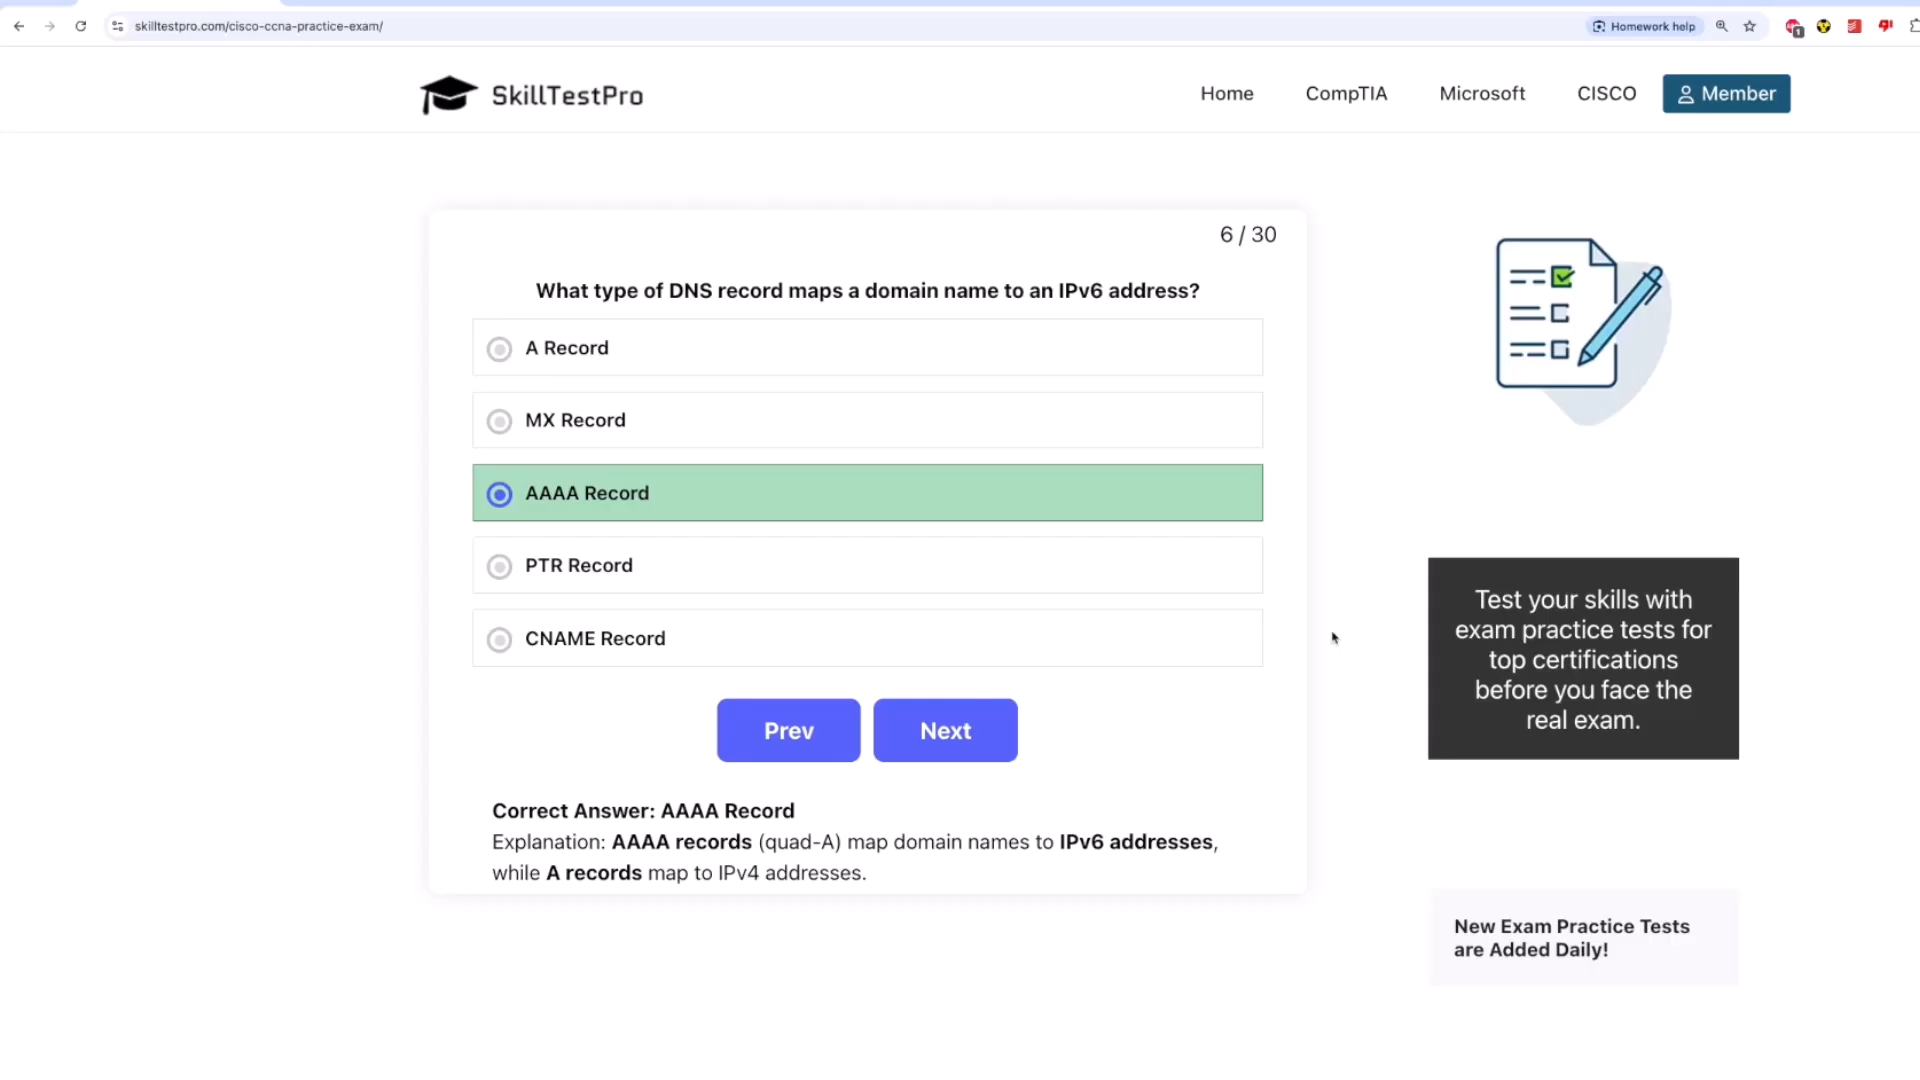 skilltestpro.com/cisco-ccna-practice-exam/
Homework help
1
SkillTestPro
Home
CompTIA
Microsoft
CISCO
Member
6 / 30
What type of DNS record maps a domain name to an IPv6 address?
A Record
MX Record
AAAA Record
PTR Record
CNAME Record
Prev
Next
Correct Answer: AAAA Record
Explanation: AAAA records (quad-A) map domain names to IPv6 addresses,
while A records map to IPv4 addresses.
Test your skills with
exam practice tests for
top certifications
before you face the
real exam.
New Exam Practice Tests
are Added Daily!